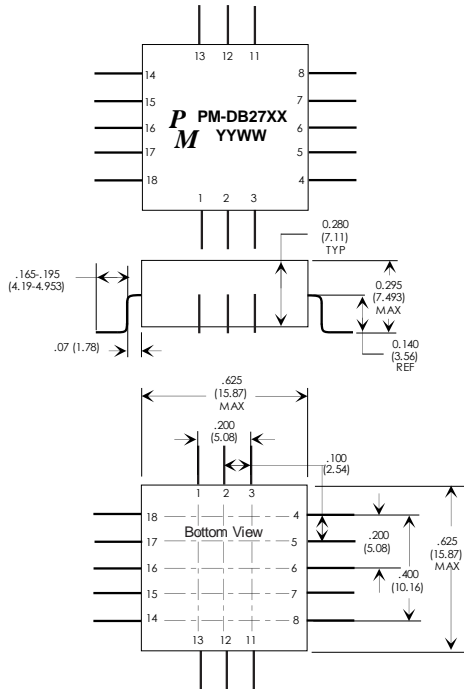 13 12 11
14 8
15 7
P M PM-DB27XX
YYWW
16 6
17 5
18 4
1 2 3
0.280
(7.11)
TYP
.165-.195
(4.19-4.953)
0.295
(7.493)
MAX
.07 (1.78)
0.140
(3.56)
REF
.625
(15.87)
MAX
.200
(5.08)
.100
(2.54)
1 2 3
18 4
Bottom View
17 5
.200
(5.08)
.625
(15.87)
MAX
16 6
.400
(10.16)
15 7
14 8
13 12 11